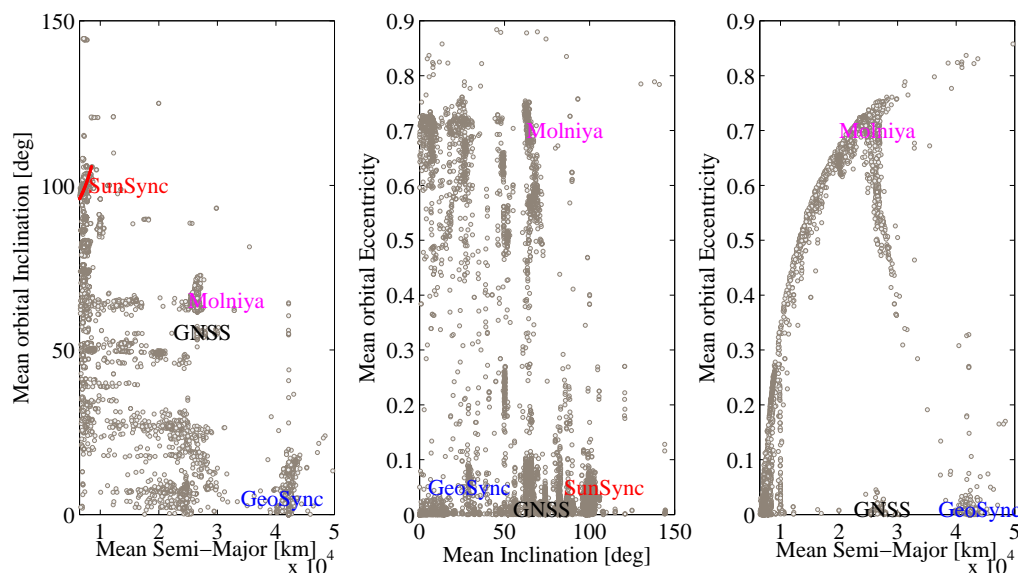 150
100
50
0
Mean orbital Inclination [deg]
SunSync
Molniya
GNSS
GeoSync
1
2
3
4
5
Mean Semi−Major [km]
x 10^4
0.9
0.8
0.7
0.6
0.5
0.4
0.3
0.2
0.1
0
Mean orbital Eccentricity
Molniya
GeoSync
SunSync
GNSS
0
50
100
150
Mean Inclination [deg]
0.9
0.8
0.7
0.6
0.5
0.4
0.3
0.2
0.1
0
Mean orbital Eccentricity
Molniya
GNSS
GeoSync
1
2
3
4
5
Mean Semi−Major [km]
x 10^4